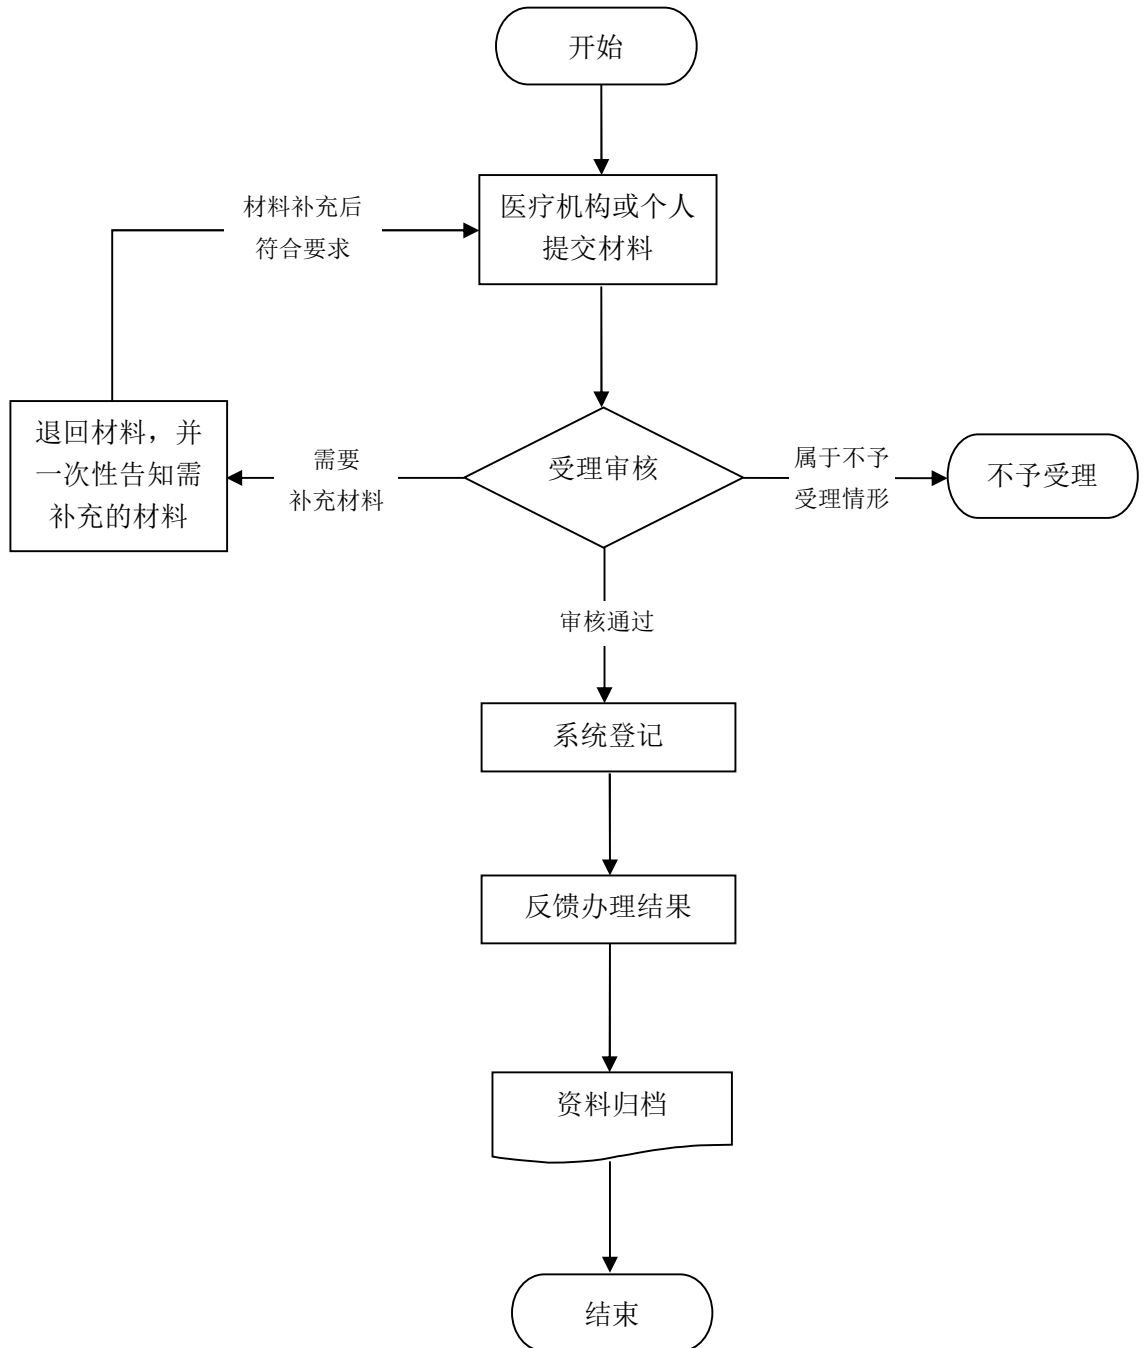 开始
材料补充后
符合要求
医疗机构或个人
提交材料
退回材料，并
一次性告知需
补充的材料
需要
补充材料
受理审核
属于不予
受理情形
不予受理
审核通过
系统登记
反馈办理结果
资料归档
结束